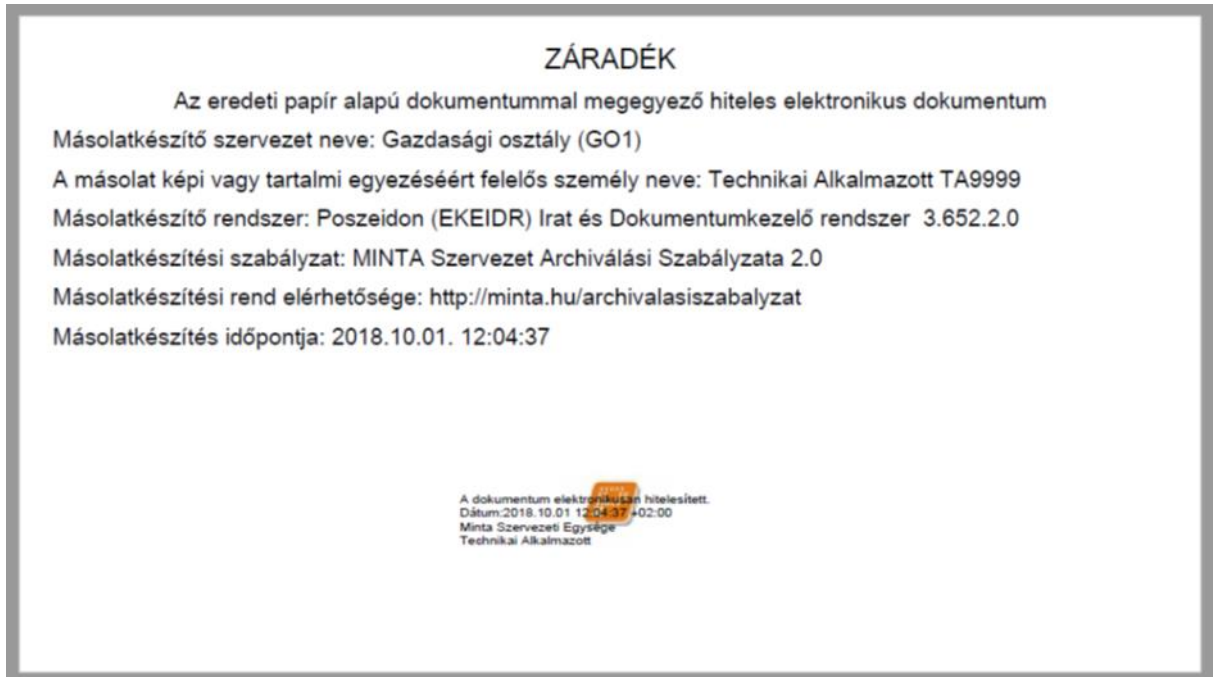 ZÁRADÉK
Az eredeti papír alapú dokumentummal megegyező hiteles elektronikus dokumentum
Másolatkészítő szervezet neve: Gazdasági osztály (GO1)
A másolat képi vagy tartalmi egyezéséért felelős személy neve: Technikai Alkalmazott TA9999
Másolatkészítő rendszer: Poszeidon (EKEIDR) Irat és Dokumentumkezelő rendszer  3.652.2.0
Másolatkészítési szabályzat: MINTA Szervezet Archiválási Szabályzata 2.0
Másolatkészítési rend elérhetősége: http://minta.hu/archivalasiszabalyzat
Másolatkészítés időpontja: 2018.10.01. 12:04:37
A dokumentum elektronikusan hitelesített.
Dátum:2018.10.01 12:04:37 +02:00
Minta Szervezeti Egysége
Technikai Alkalmazott